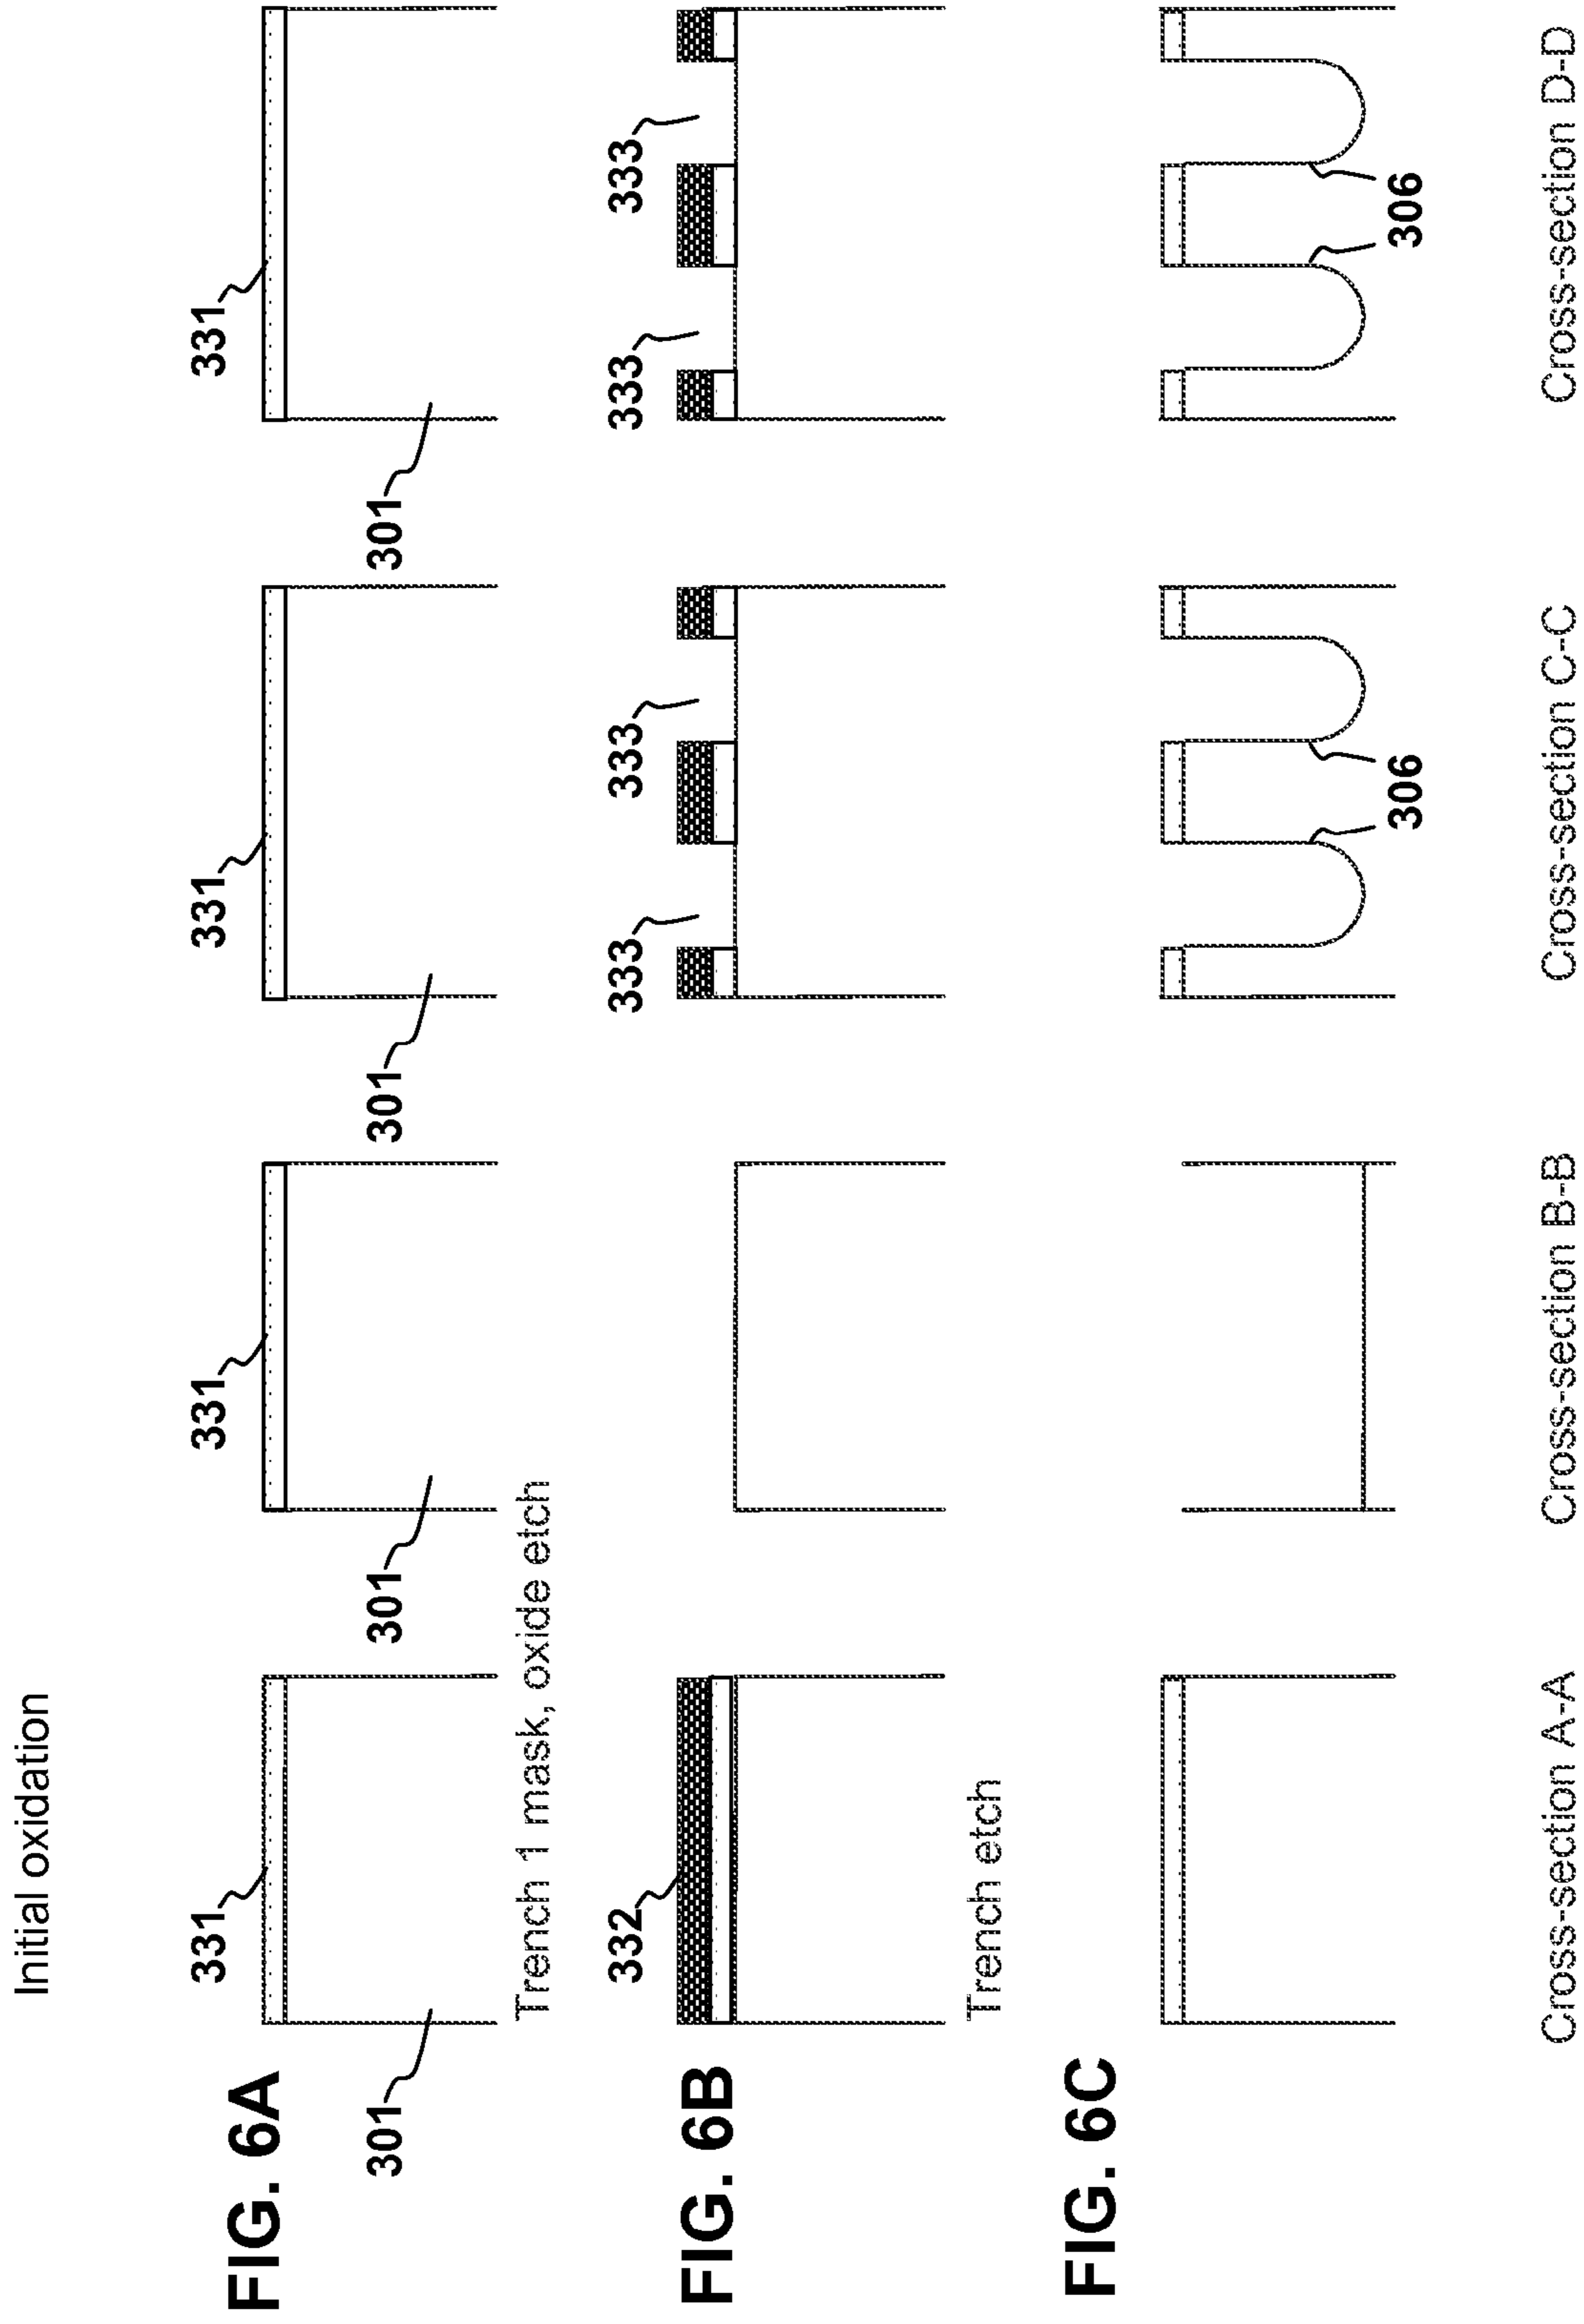 Initial oxidation
FIG. 6A
331
331
331
331
301
301
301
301
Trench 1 mask, oxide etch
FIG. 6B
332
333
333
333
333
Trench etch
FIG. 6C
306
306
Cross-section A-A
Cross-section B-B
Cross-section C-C
Cross-section D-D